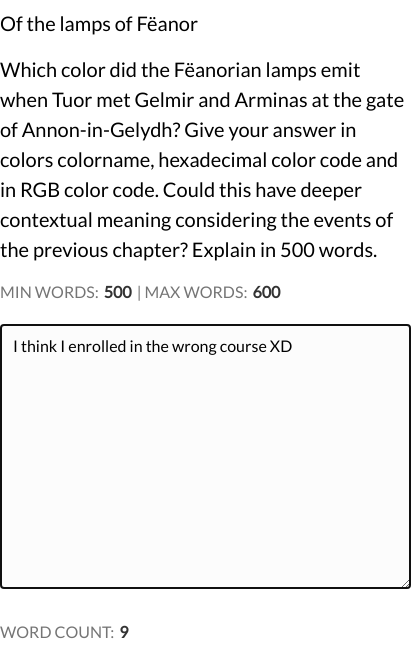 Of the lamps of Fëanor
Which color did the Fëanorian lamps emit
when Tuor met Gelmir and Arminas at the gate
of Annon-in-Gelydh? Give your answer in
colors colorname, hexadecimal color code and
in RGB color code. Could this have deeper
contextual meaning considering the events of
the previous chapter? Explain in 500 words.
MIN WORDS: 500 | MAX WORDS: 600
I think I enrolled in the wrong course XD
WORD COUNT: 9